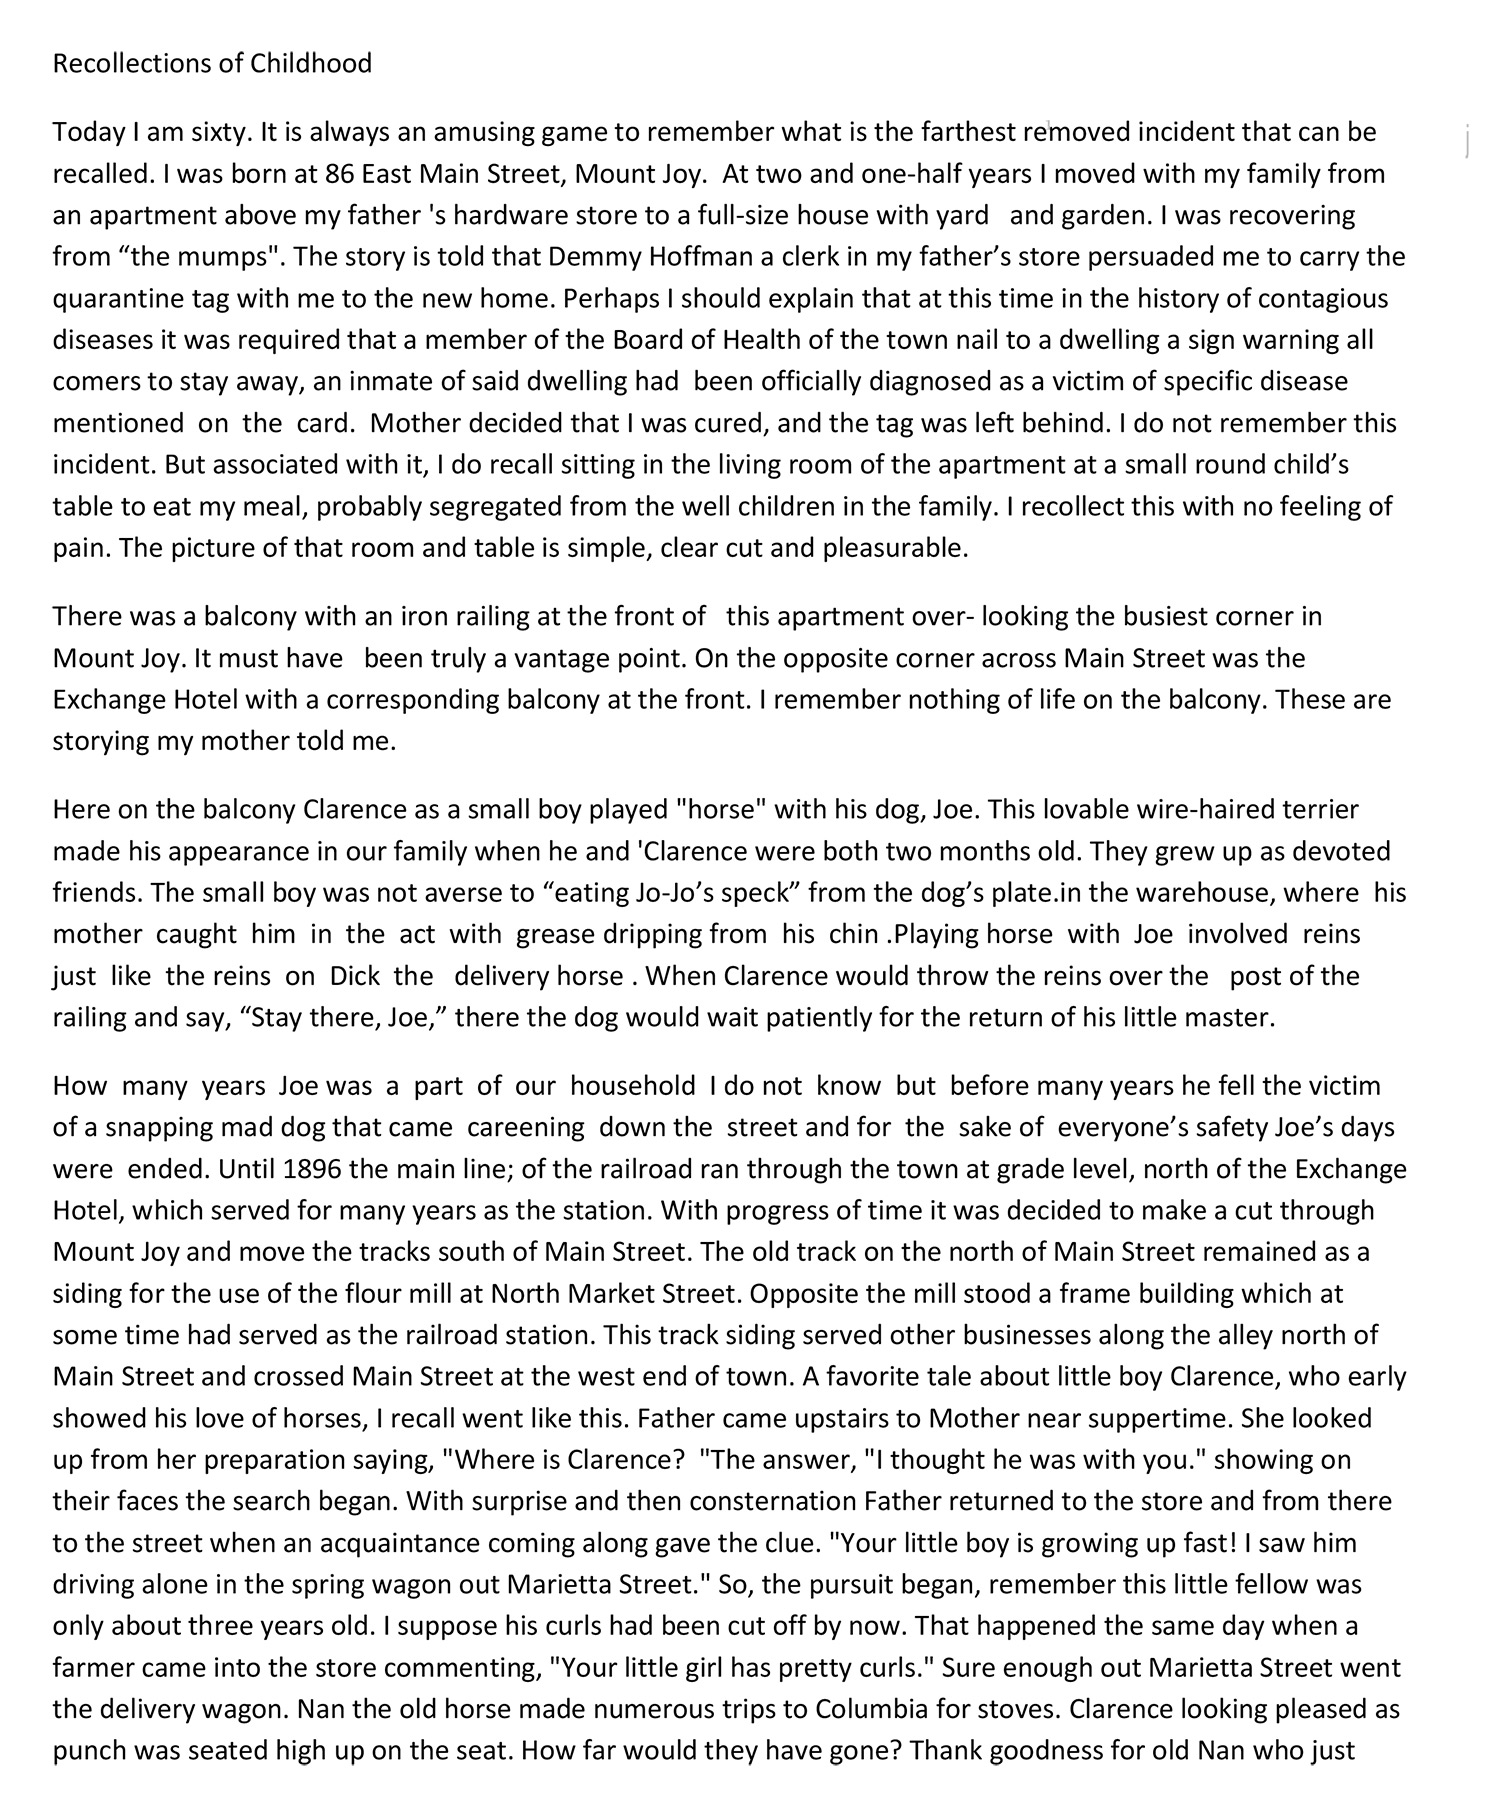 Recollections of Childhood
Today I am sixty. It is always an amusing game to remember what is the farthest removed incident that can be
recalled. I was born at 86 East Main Street, Mount Joy.  At two and one-half years I moved with my family from
an apartment above my father 's hardware store to a full-size house with yard   and garden. I was recovering
from “the mumps". The story is told that Demmy Hoffman a clerk in my father’s store persuaded me to carry the
quarantine tag with me to the new home. Perhaps I should explain that at this time in the history of contagious
diseases it was required that a member of the Board of Health of the town nail to a dwelling a sign warning all
comers to stay away, an inmate of said dwelling had  been officially diagnosed as a victim of specific disease
mentioned  on  the  card.  Mother decided that I was cured, and the tag was left behind. I do not remember this
incident. But associated with it, I do recall sitting in the living room of the apartment at a small round child’s
table to eat my meal, probably segregated from the well children in the family. I recollect this with no feeling of
pain. The picture of that room and table is simple, clear cut and pleasurable.
There was a balcony with an iron railing at the front of   this apartment over- looking the busiest corner in
Mount Joy. It must have   been truly a vantage point. On the opposite corner across Main Street was the
Exchange Hotel with a corresponding balcony at the front. I remember nothing of life on the balcony. These are
storying my mother told me.
Here on the balcony Clarence as a small boy played "horse" with his dog, Joe. This lovable wire-haired terrier
made his appearance in our family when he and 'Clarence were both two months old. They grew up as devoted
friends. The small boy was not averse to “eating Jo-Jo’s speck” from the dog’s plate.in the warehouse, where  his
mother  caught  him  in  the  act  with  grease dripping from  his  chin .Playing horse  with  Joe  involved  reins
just  like  the reins  on  Dick  the   delivery horse . When Clarence would throw the reins over the   post of the
railing and say, “Stay there, Joe,” there the dog would wait patiently for the return of his little master.
How  many  years  Joe was  a  part  of  our  household  I do not  know  but  before many years he fell the victim
of a snapping mad dog that came  careening  down the  street and for  the  sake of  everyone’s safety Joe’s days
were  ended. Until 1896 the main line; of the railroad ran through the town at grade level, north of the Exchange
Hotel, which served for many years as the station. With progress of time it was decided to make a cut through
Mount Joy and move the tracks south of Main Street. The old track on the north of Main Street remained as a
siding for the use of the flour mill at North Market Street. Opposite the mill stood a frame building which at
some time had served as the railroad station. This track siding served other businesses along the alley north of
Main Street and crossed Main Street at the west end of town. A favorite tale about little boy Clarence, who early
showed his love of horses, I recall went like this. Father came upstairs to Mother near suppertime. She looked
up from her preparation saying, "Where is Clarence?  "The answer, "I thought he was with you." showing on
their faces the search began. With surprise and then consternation Father returned to the store and from there
to the street when an acquaintance coming along gave the clue. "Your little boy is growing up fast! I saw him
driving alone in the spring wagon out Marietta Street." So, the pursuit began, remember this little fellow was
only about three years old. I suppose his curls had been cut off by now. That happened the same day when a
farmer came into the store commenting, "Your little girl has pretty curls." Sure enough out Marietta Street went
the delivery wagon. Nan the old horse made numerous trips to Columbia for stoves. Clarence looking pleased as
punch was seated high up on the seat. How far would they have gone? Thank goodness for old Nan who just